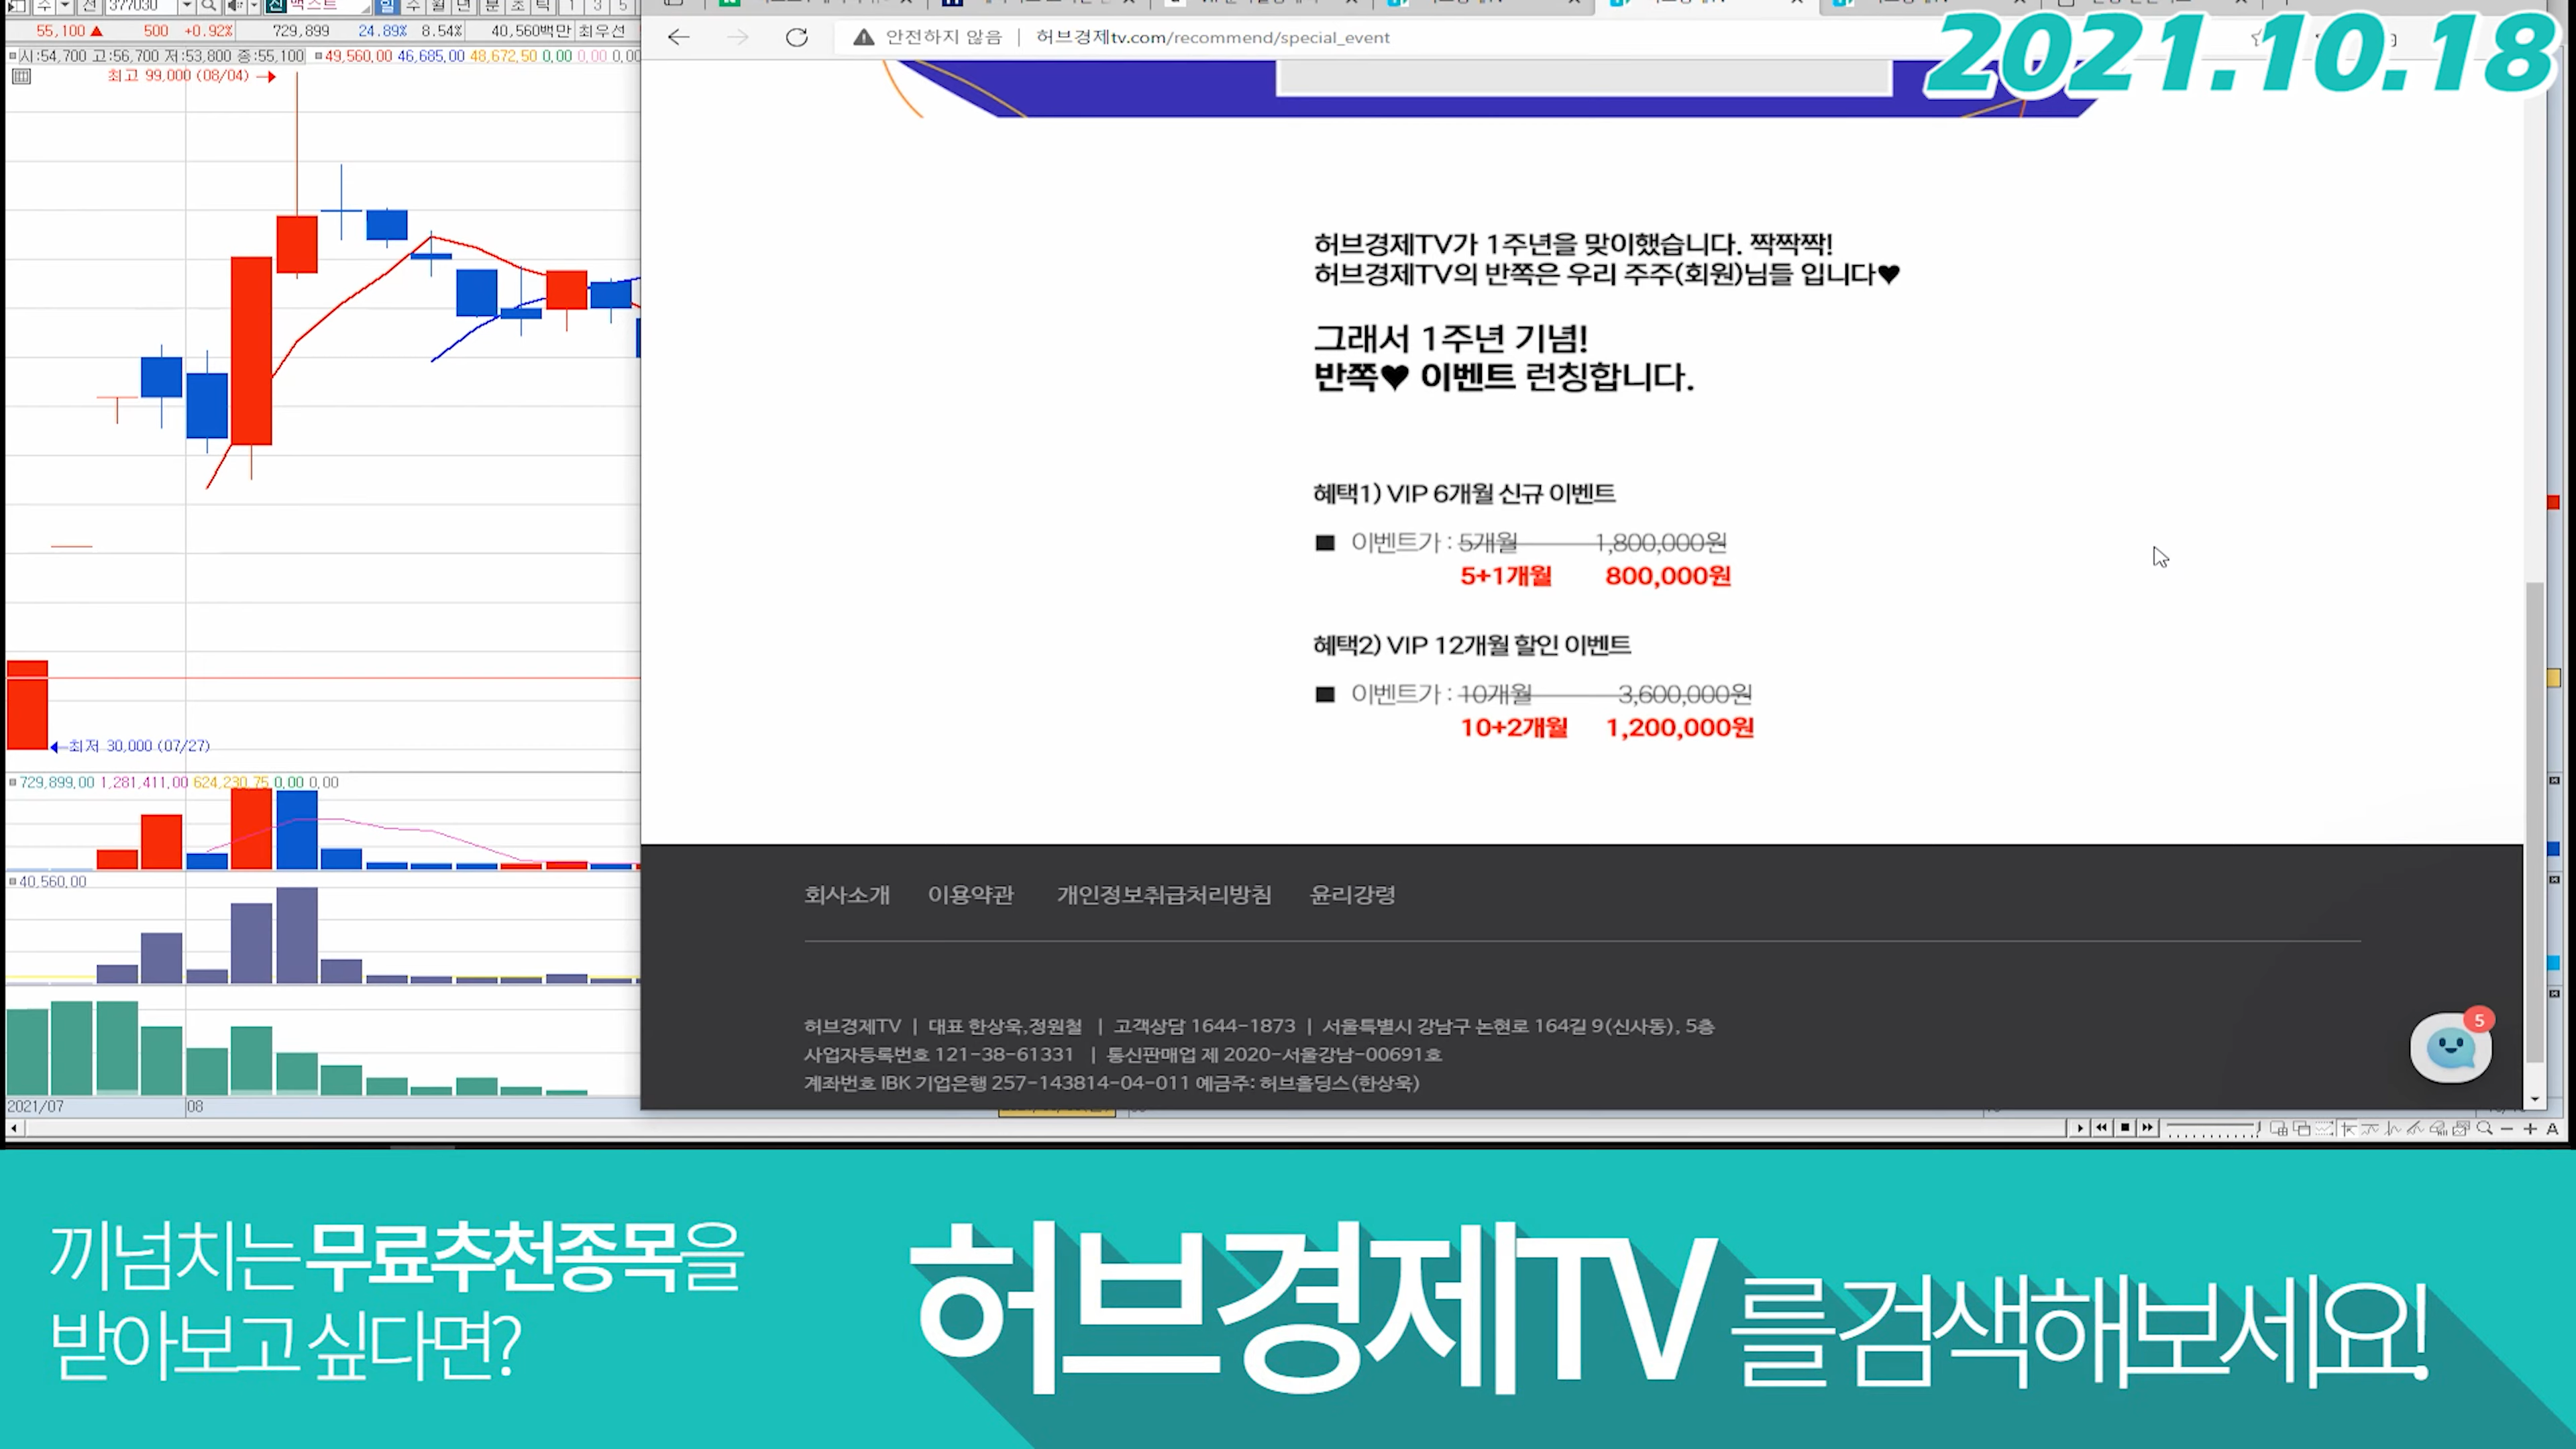 377030
백스트
일 주 월 년 분 초 틱 1 3 5
55,100▲ 500 +0.92% 729,899 24.89% 8.54% 40,560백만 최우선
시:54,700 고:56,700 저:53,800 종:55,100 49,560,00 46,685,00 48,672,50 0,00 0,00
최고 99,000 (08/04)
최저 30,000 (07/27)
729,899,00 1,281,411,00 624,230,75 0,00 0,00
40,560,00
2021/07 08
안전하지 않음 | 허브경제tv.com/recommend/special_event
2021.10.18
허브경제TV가 1주년을 맞이했습니다. 짝짝짝!
허브경제TV의 반쪽은 우리 주주(회원)님들 입니다♥
그래서 1주년 기념!
반쪽♥ 이벤트 런칭합니다.
혜택1) VIP 6개월 신규 이벤트
■ 이벤트가 : 5개월 1,800,000원
5+1개월 800,000원
혜택2) VIP 12개월 할인 이벤트
■ 이벤트가 : 10개월 3,600,000원
10+2개월 1,200,000원
회사소개 이용약관 개인정보취급처리방침 윤리강령
허브경제TV | 대표 한상욱,정원철 | 고객상담 1644-1873 | 서울특별시 강남구 논현로 164길 9(신사동), 5층
사업자등록번호 121-38-61331 | 통신판매업 제 2020-서울강남-00691호
계좌번호 IBK 기업은행 257-143814-04-011 예금주: 허브홀딩스(한상욱)
5
A
끼넘치는 무료추천종목을
받아보고 싶다면?
허브경제TV를 검색해보세요!